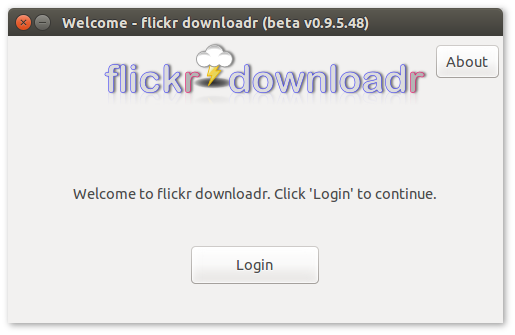 Welcome - flickr downloadr (beta v0.9.5.48)
flickr downloadr
About
Welcome to flickr downloadr. Click 'Login' to continue.
Login